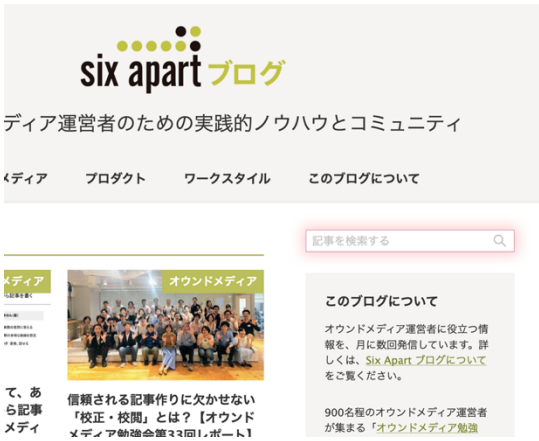 six apart ブログ
ディア運営者のための実践的ノウハウとコミュニティ
メディア
プロダクト
ワークスタイル
このブログについて
記事を検索する
メディア
オウンドメディア
このブログについて
オウンドメディア運営者に役立つ情
報を、月に数回発信しています。詳
しくは、Six Apart ブログについて
をご覧ください。
900名程のオウンドメディア運営者
が集まる「オウンドメディア勉強
て、あ
ら記事
メディ
信頼される記事作りに欠かせない
「校正・校閲」とは?【オウンド
メディア勉強会第33回レポート】